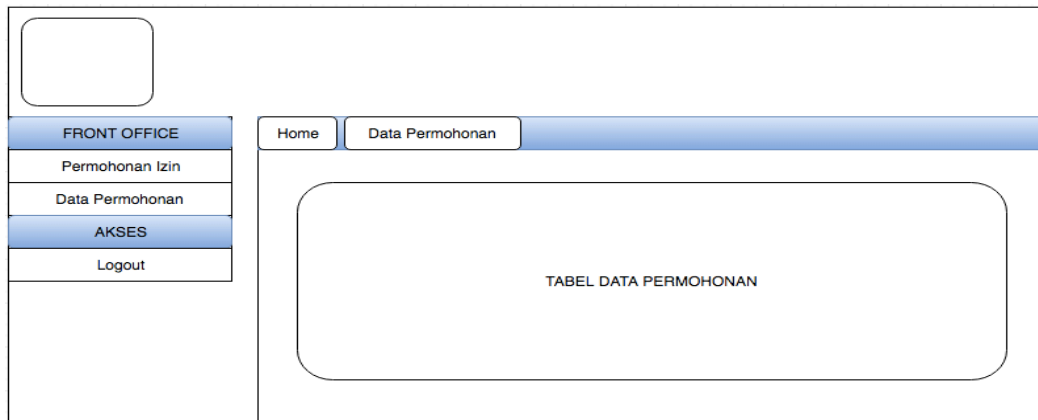 FRONT OFFICE
Permohonan Izin
Data Permohonan
AKSES
Logout
Home
Data Permohonan
TABEL DATA PERMOHONAN